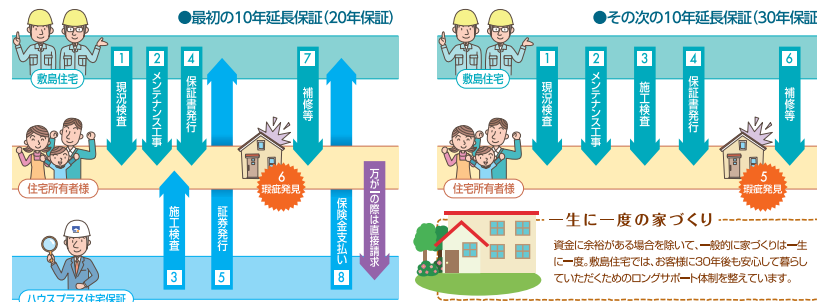 ●最初の10年延長保証(20年保証)
敷島住宅
1
現況検査
2
メンテナンス工事
4
保証書発行
7
補修等
住宅所有者様
6
瑕疵発見
施工検査
3
証券発行
5
保険金支払い
8
万が一の際は直接請求
ハウスプラス住宅保証
●その次の10年延長保証(30年保証
敷島住宅
1
現況検査
2
メンテナンス工事
3
施工検査
4
保証書発行
6
補修等
住宅所有者様
5
瑕疵発見
一生に一度の家づくり
資金に余裕がある場合を除いて、一般的に家づくりは一生
に一度。敷島住宅では、お客様に30年後も安心して暮らし
ていただくためのロングサポート体制を整えています。